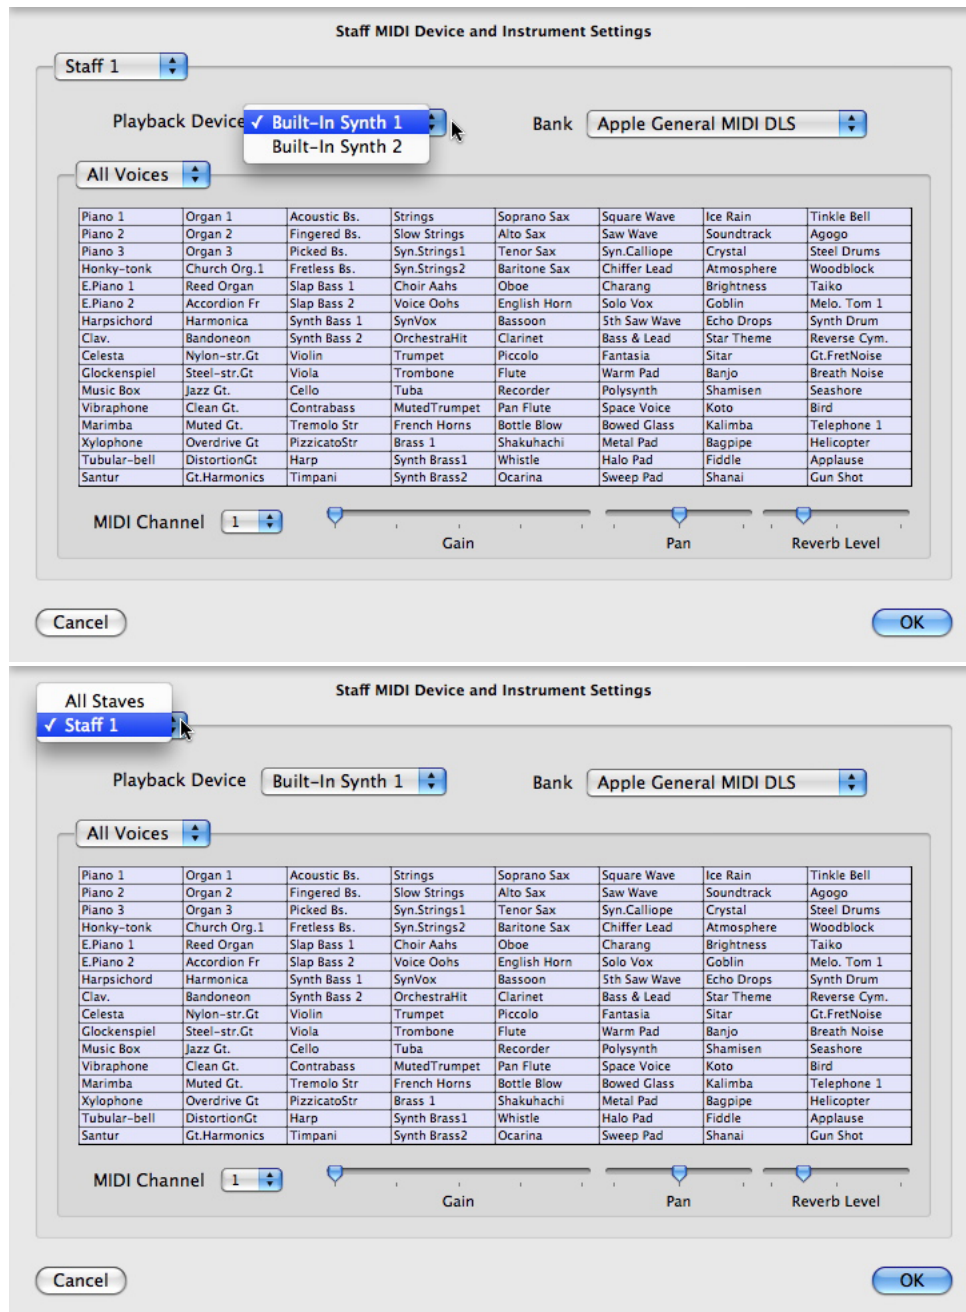 Staff MIDI Device and Instrument Settings
Staff 1
Playback Device ✓ Built-In Synth 1 Bank Apple General MIDI DLS
Built-In Synth 2
All Voices
Piano 1 Organ 1 Acoustic Bs. Strings Soprano Sax Square Wave Ice Rain Tinkle Bell
Piano 2 Organ 2 Fingered Bs. Slow Strings Alto Sax Saw Wave Soundtrack Agogo
Piano 3 Organ 3 Picked Bs. Syn.Strings1 Tenor Sax Syn.Calliope Crystal Steel Drums
Honky-tonk Church Org.1 Fretless Bs. Syn.Strings2 Baritone Sax Chiffer Lead Atmosphere Woodblock
E.Piano 1 Reed Organ Slap Bass 1 Choir Aahs Oboe Charang Brightness Taiko
E.Piano 2 Accordion Fr Slap Bass 2 Voice Oohs English Horn Solo Vox Goblin Melo. Tom 1
Harpsichord Harmonica Synth Bass 1 SynVox Bassoon 5th Saw Wave Echo Drops Synth Drum
Clav. Bandoneon Synth Bass 2 OrchestraHit Clarinet Bass & Lead Star Theme Reverse Cym.
Celesta Nylon-str.Gt Violin Trumpet Piccolo Fantasia Sitar Gt.FretNoise
Glockenspiel Steel-str.Gt Viola Trombone Flute Warm Pad Banjo Breath Noise
Music Box Jazz Gt. Cello Tuba Recorder Polysynth Shamisen Seashore
Vibraphone Clean Gt. Contrabass MutedTrumpet Pan Flute Space Voice Koto Bird
Marimba Muted Gt. Tremolo Str French Horns Bottle Blow Bowed Glass Kalimba Telephone 1
Xylophone Overdrive Gt PizzicatoStr Brass 1 Shakuhachi Metal Pad Bagpipe Helicopter
Tubular-bell DistortionGt Harp Synth Brass1 Whistle Halo Pad Fiddle Applause
Santur Gt.Harmonics Timpani Synth Brass2 Ocarina Sweep Pad Shanai Gun Shot
MIDI Channel 1
Gain Pan Reverb Level
Cancel OK
Staff MIDI Device and Instrument Settings
All Staves
✓ Staff 1
Playback Device Built-In Synth 1 Bank Apple General MIDI DLS
All Voices
Piano 1 Organ 1 Acoustic Bs. Strings Soprano Sax Square Wave Ice Rain Tinkle Bell
Piano 2 Organ 2 Fingered Bs. Slow Strings Alto Sax Saw Wave Soundtrack Agogo
Piano 3 Organ 3 Picked Bs. Syn.Strings1 Tenor Sax Syn.Calliope Crystal Steel Drums
Honky-tonk Church Org.1 Fretless Bs. Syn.Strings2 Baritone Sax Chiffer Lead Atmosphere Woodblock
E.Piano 1 Reed Organ Slap Bass 1 Choir Aahs Oboe Charang Brightness Taiko
E.Piano 2 Accordion Fr Slap Bass 2 Voice Oohs English Horn Solo Vox Goblin Melo. Tom 1
Harpsichord Harmonica Synth Bass 1 SynVox Bassoon 5th Saw Wave Echo Drops Synth Drum
Clav. Bandoneon Synth Bass 2 OrchestraHit Clarinet Bass & Lead Star Theme Reverse Cym.
Celesta Nylon-str.Gt Violin Trumpet Piccolo Fantasia Sitar Gt.FretNoise
Glockenspiel Steel-str.Gt Viola Trombone Flute Warm Pad Banjo Breath Noise
Music Box Jazz Gt. Cello Tuba Recorder Polysynth Shamisen Seashore
Vibraphone Clean Gt. Contrabass MutedTrumpet Pan Flute Space Voice Koto Bird
Marimba Muted Gt. Tremolo Str French Horns Bottle Blow Bowed Glass Kalimba Telephone 1
Xylophone Overdrive Gt PizzicatoStr Brass 1 Shakuhachi Metal Pad Bagpipe Helicopter
Tubular-bell DistortionGt Harp Synth Brass1 Whistle Halo Pad Fiddle Applause
Santur Gt.Harmonics Timpani Synth Brass2 Ocarina Sweep Pad Shanai Gun Shot
MIDI Channel 1
Gain Pan Reverb Level
Cancel OK